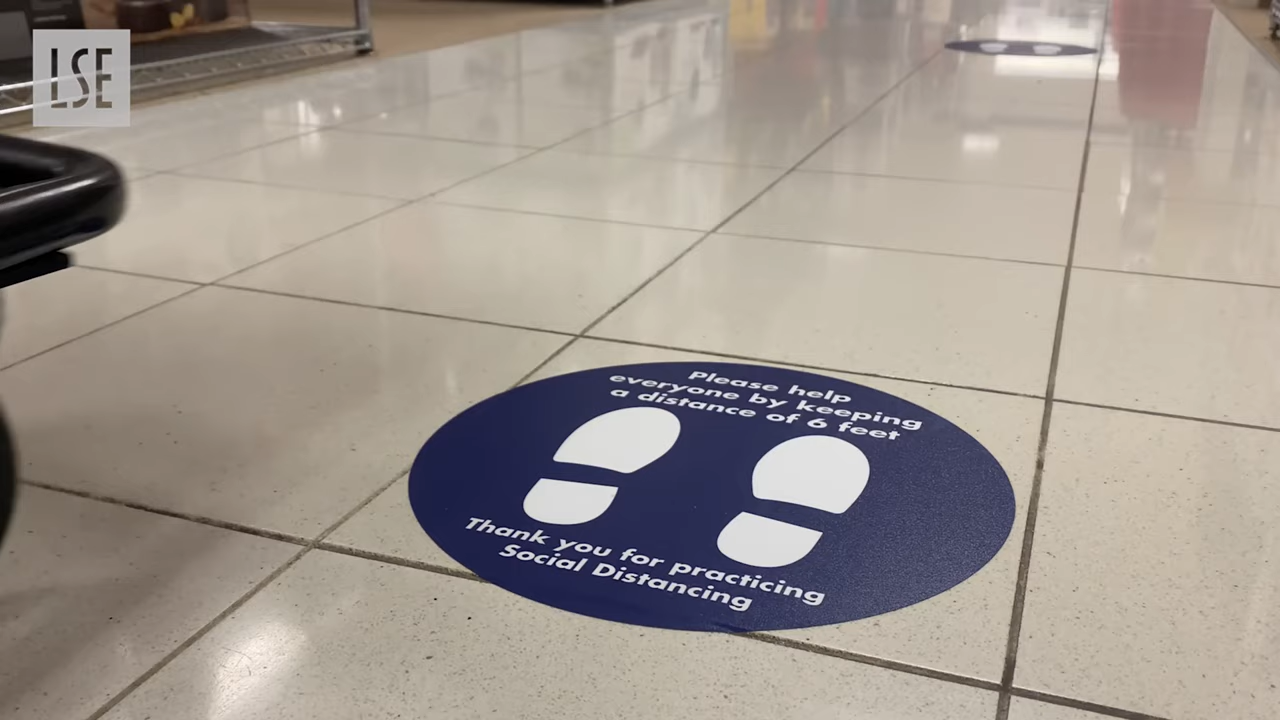 LSE
Please help
everyone by keeping
a distance of 6 feet
Thank you for practicing
Social Distancing